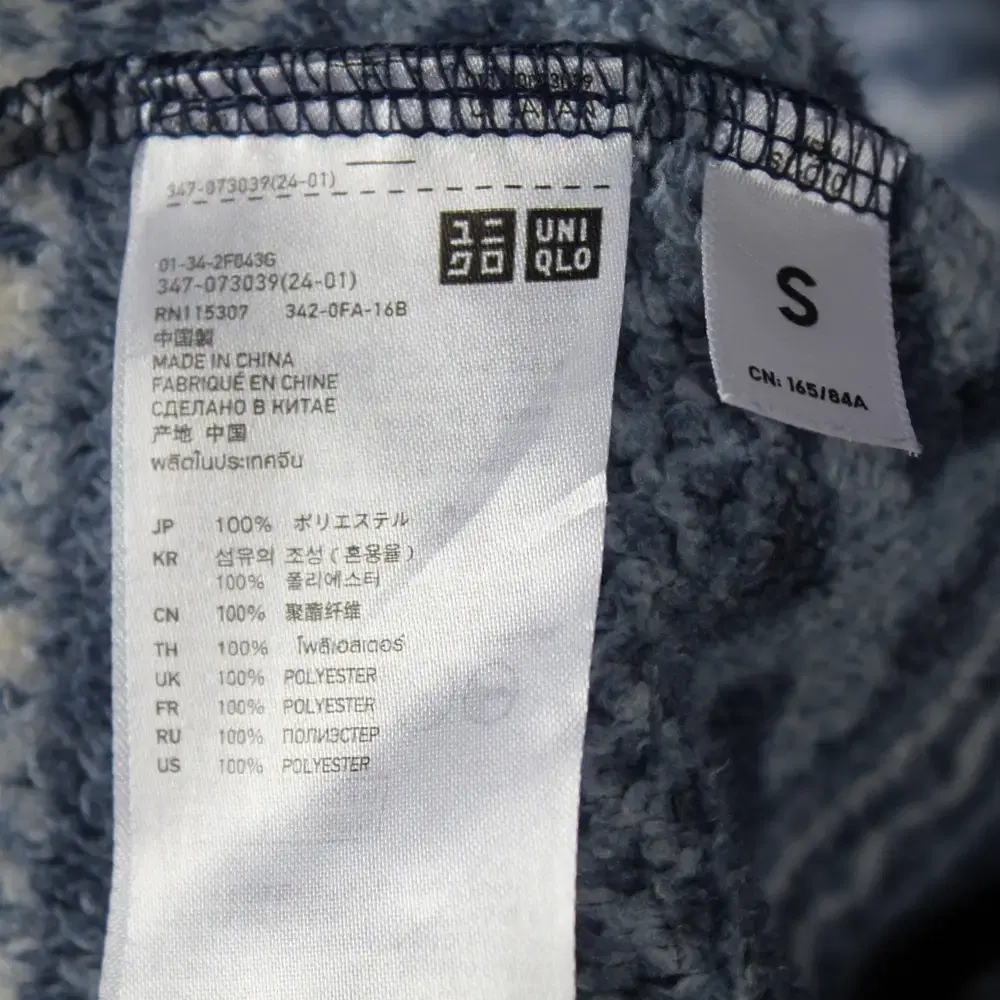 347-073039(24-01)
ユニ
クロ
UNI
QLO
01-34-2F043G
347-073039(24-01)
RN115307 342-0FA-16B
中国製
MADE IN CHINA
FABRIQUÉ EN CHINE
СДЕЛАНО В КИТАЕ
产地 中国
ผลิตในประเทศจีน
JP 100% ポリエステル
KR 섬유의 조성 ( 혼용율 )
100% 폴리에스터
CN 100% 聚酯纤维
TH 100% โพลีเอสเตอร์
UK 100% POLYESTER
FR 100% POLYESTER
RU 100% ПОЛИЭСТЕР
US 100% POLYESTER
S
CN: 165/84A